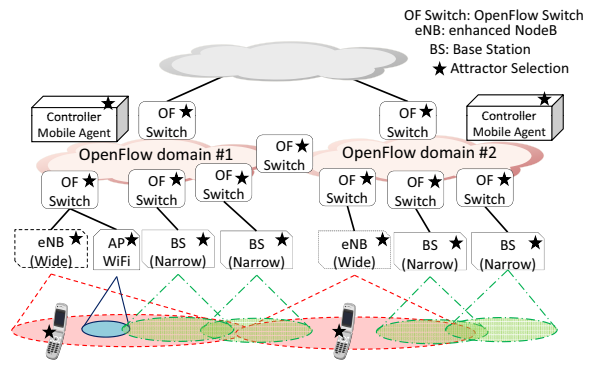 OF Switch: OpenFlow Switch
eNB: enhanced NodeB
BS: Base Station
Attractor Selection
Controller
Mobile Agent
OF
Switch
OF
Switch
Controller
Mobile Agent
OpenFlow domain #1
OF
Switch
OpenFlow domain #2
OF
Switch
OF
Switch
OF
Switch
OF
Switch
OF
Switch
OF
Switch
eNB
(Wide)
AP
WiFi
BS
(Narrow)
BS
(Narrow)
eNB
(Wide)
BS
(Narrow)
BS
(Narrow)